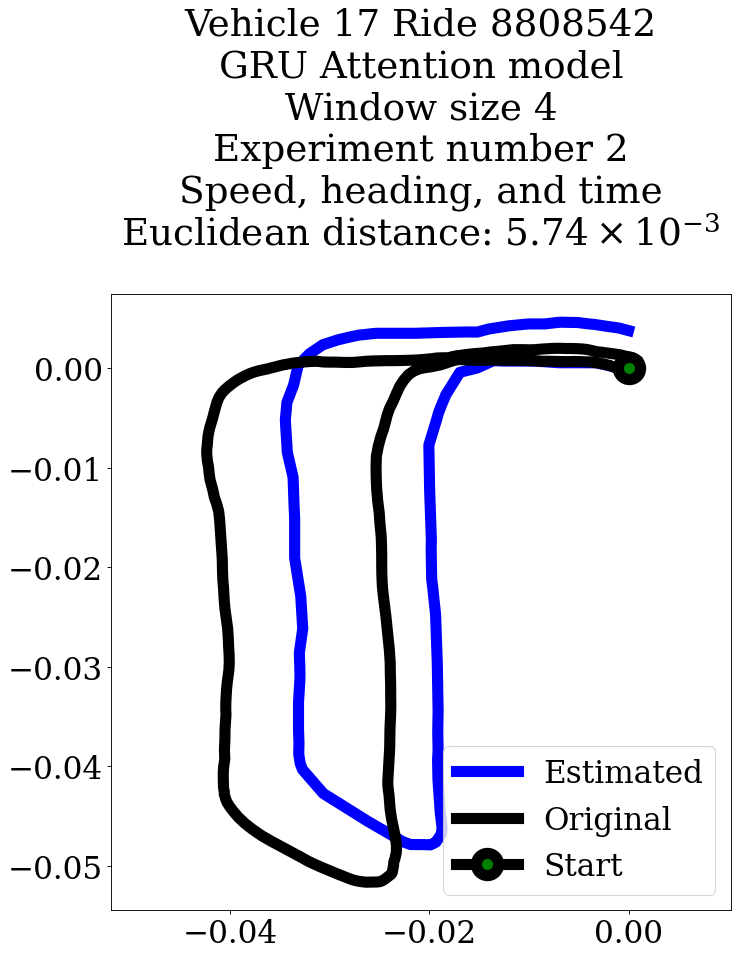 Vehicle 17 Ride 8808542
GRU Attention model
Window size 4
Experiment number 2
Speed, heading, and time
Euclidean distance: 5.74 × 10⁻³
0.00
−0.01
−0.02
−0.03
−0.04
−0.05
Estimated
Original
Start
−0.04 −0.02 0.00